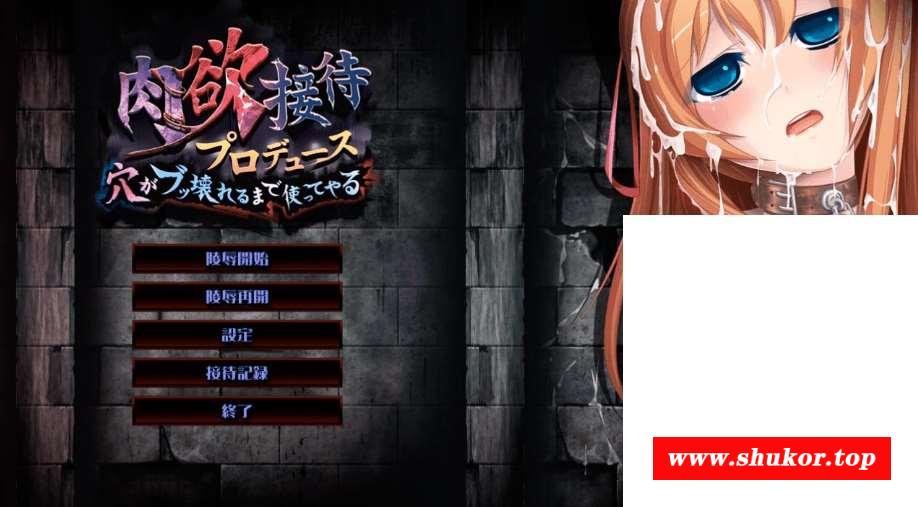 肉欲接待
プロデュース
穴がブッ壊れるまで使ってやる
陵辱開始
陵辱再開
設定
接待記録
終了
www.shukor.top